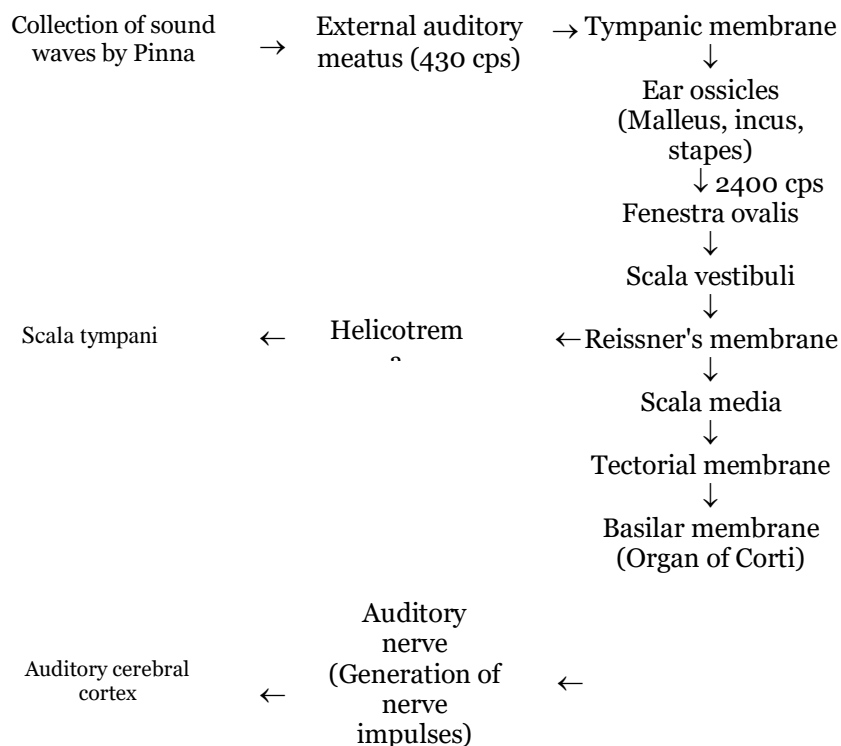 Collection of sound
waves by Pinna
→
External auditory
meatus (430 cps)
→ Tympanic membrane
↓
Ear ossicles
(Malleus, incus,
stapes)
↓ 2400 cps
Fenestra ovalis
↓
Scala vestibuli
↓
Scala tympani
←
Helicotrem
← Reissner's membrane
↓
Scala media
↓
Tectorial membrane
↓
Basilar membrane
(Organ of Corti)
Auditory cerebral
cortex
←
Auditory
nerve
(Generation of
nerve
impulses)
←